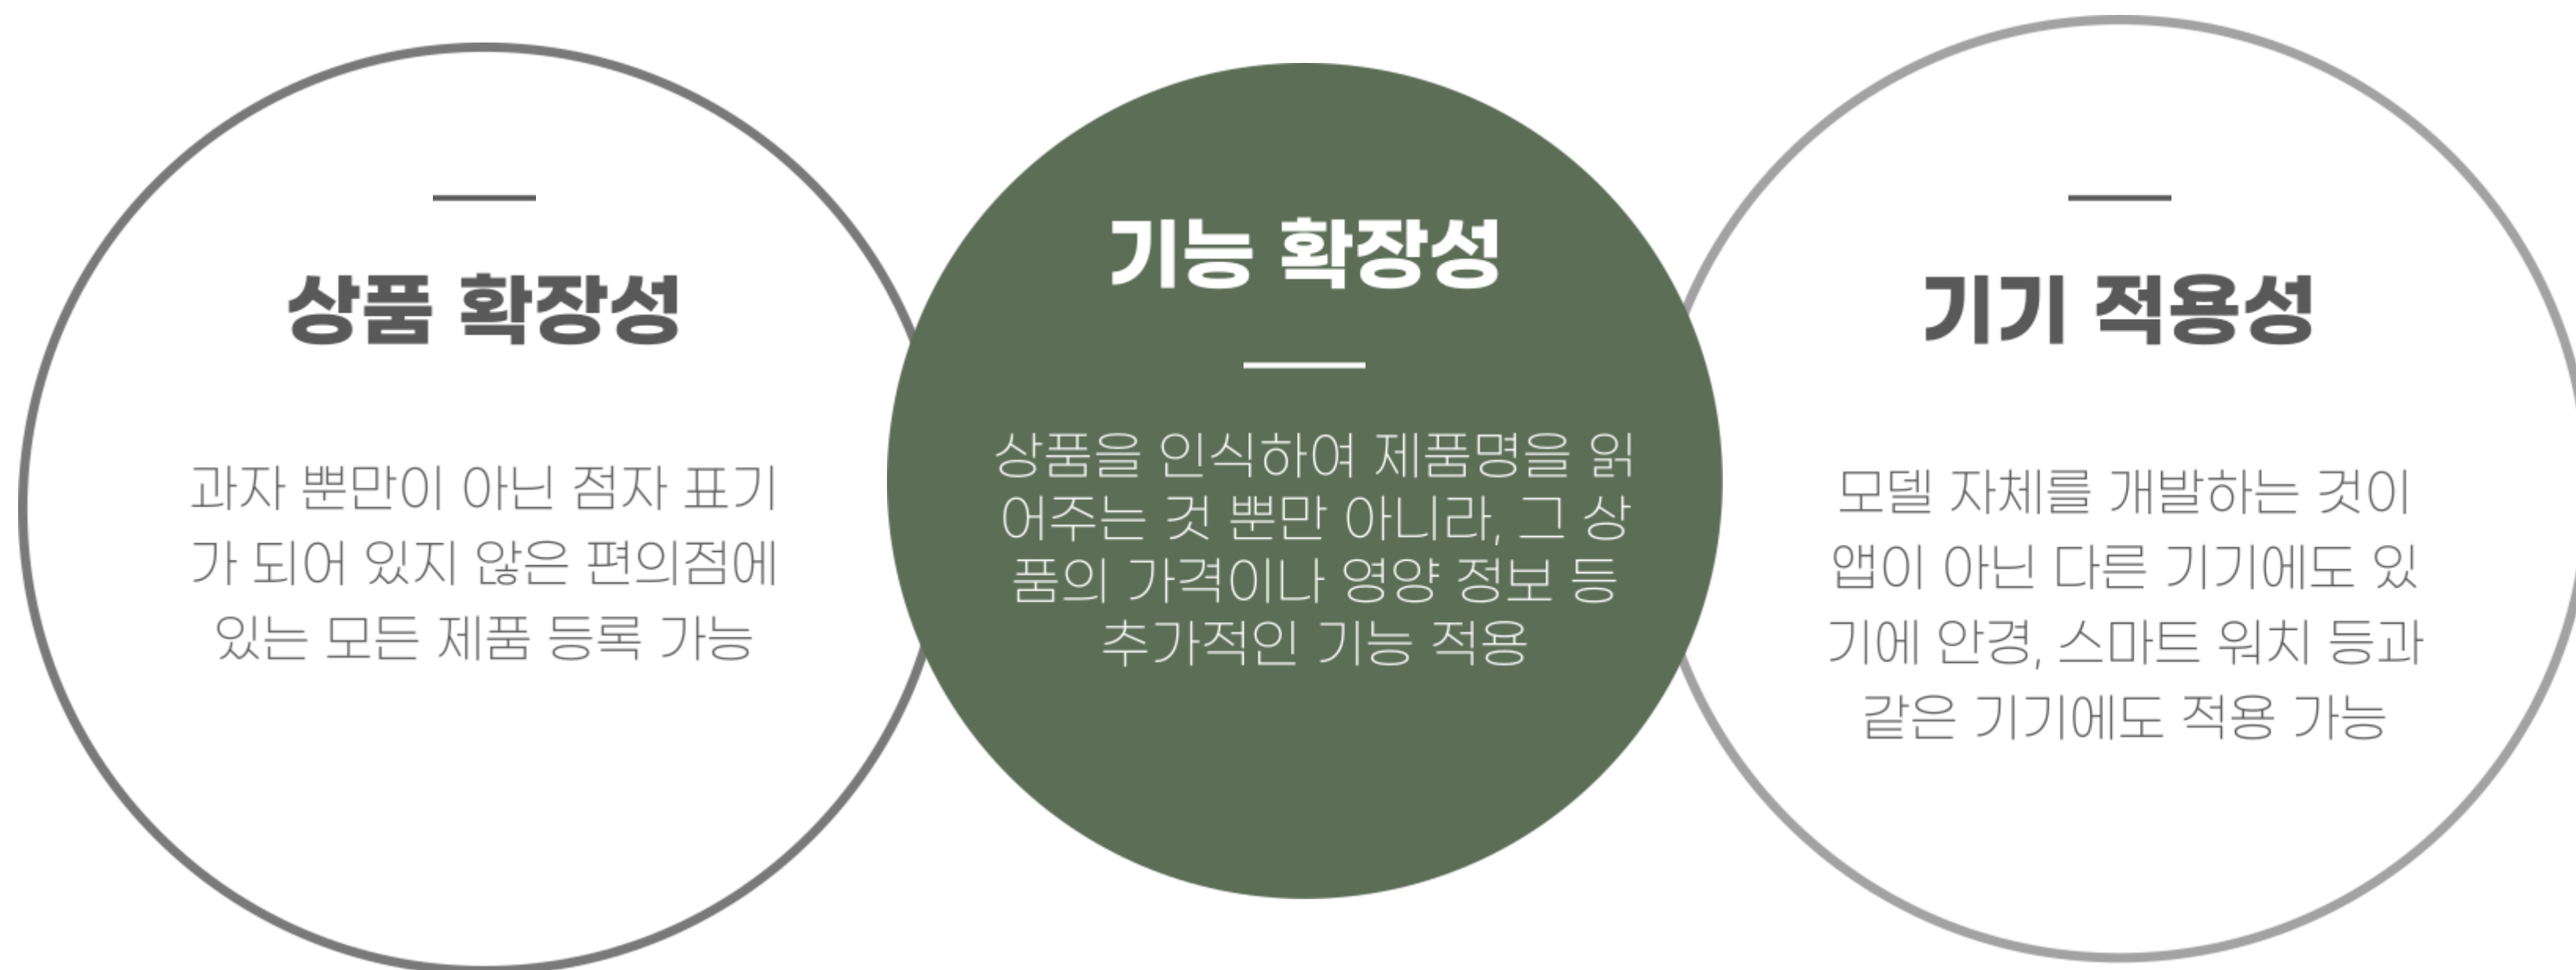 상품 확장성
과자 뿐만이 아닌 점자 표기
가 되어 있지 않은 편의점에
있는 모든 제품 등록 가능
기능 확장성
상품을 인식하여 제품명을 읽
어주는 것 뿐만 아니라, 그 상
품의 가격이나 영양 정보 등
추가적인 기능 적용
기기 적용성
모델 자체를 개발하는 것이
앱이 아닌 다른 기기에도 있
기에 안경, 스마트 워치 등과
같은 기기에도 적용 가능